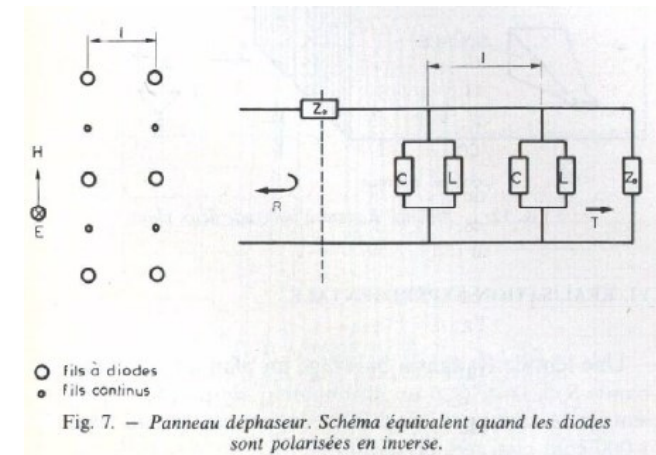 l
l
Z₀
H
E
C
L
C
L
Z₀
R
T
Fils à diodes
Fils continus
Fig. 7. — Panneau déphaseur. Schéma équivalent quand les diodes
sont polarisées en inverse.